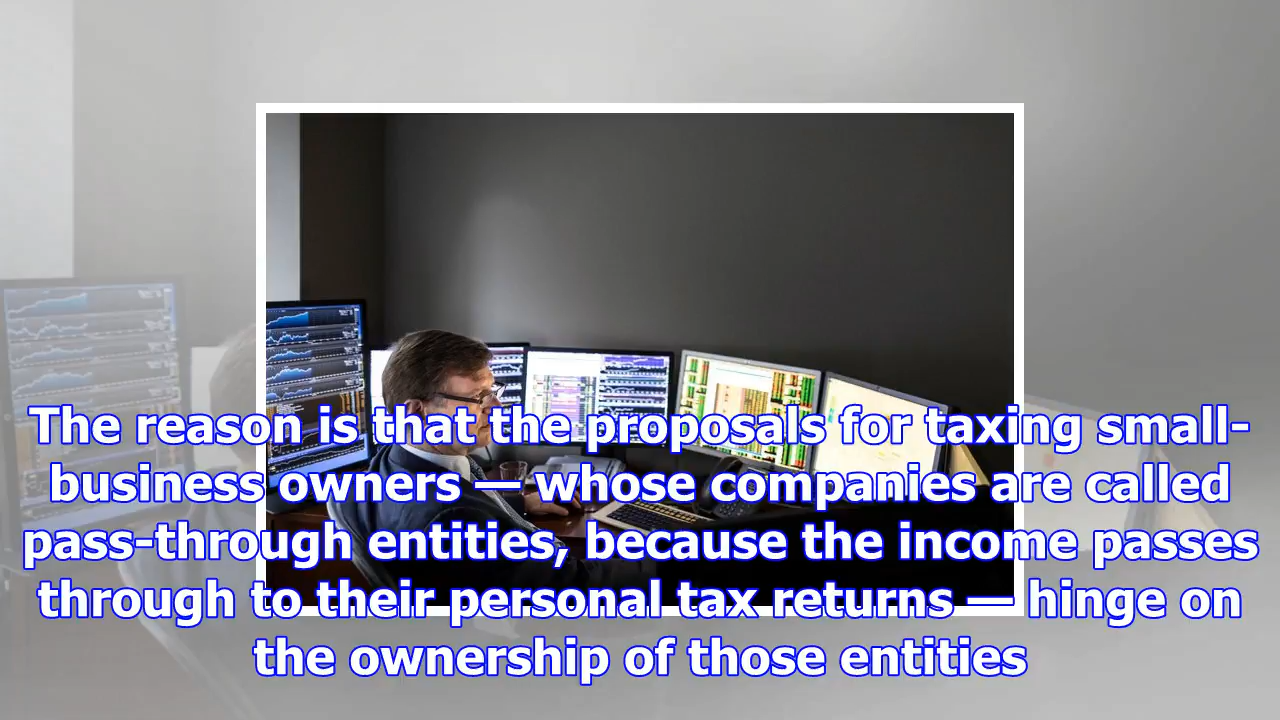 The reason is that the proposals for taxing small-
business owners — whose companies are called
pass-through entities, because the income passes
through to their personal tax returns — hinge on
the ownership of those entities